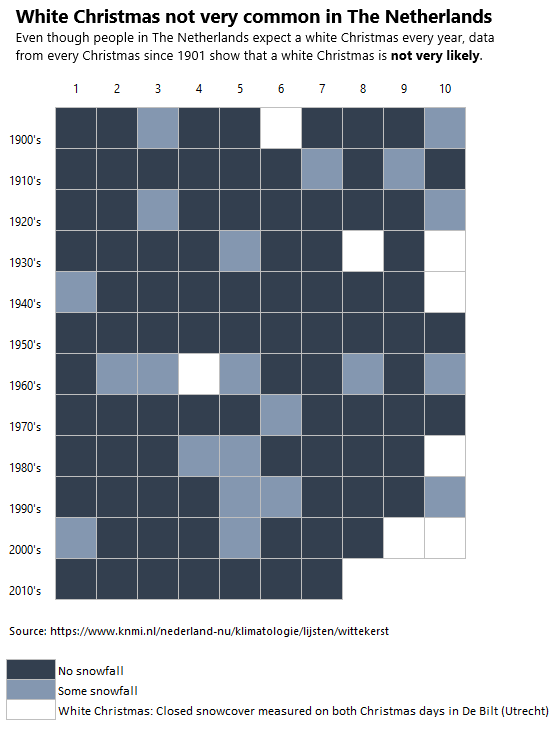 White Christmas not very common in The Netherlands
Even though people in The Netherlands expect a white Christmas every year, data
from every Christmas since 1901 show that a white Christmas is not very likely.
1 2 3 4 5 6 7 8 9 10
1900's
1910's
1920's
1930's
1940's
1950's
1960's
1970's
1980's
1990's
2000's
2010's
Source: https://www.knmi.nl/nederland-nu/klimatologie/lijsten/wittekerst
No snowfall
Some snowfall
White Christmas: Closed snowcover measured on both Christmas days in De Bilt (Utrecht)